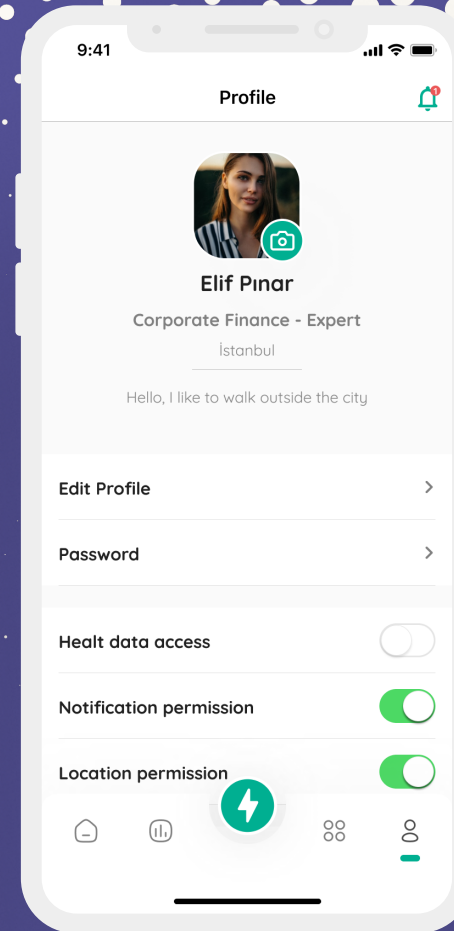 9:41
Profile
1
Elif Pınar
Corporate Finance - Expert
İstanbul
Hello, I like to walk outside the city
Edit Profile
Password
Healt data access
Notification permission
Location permission